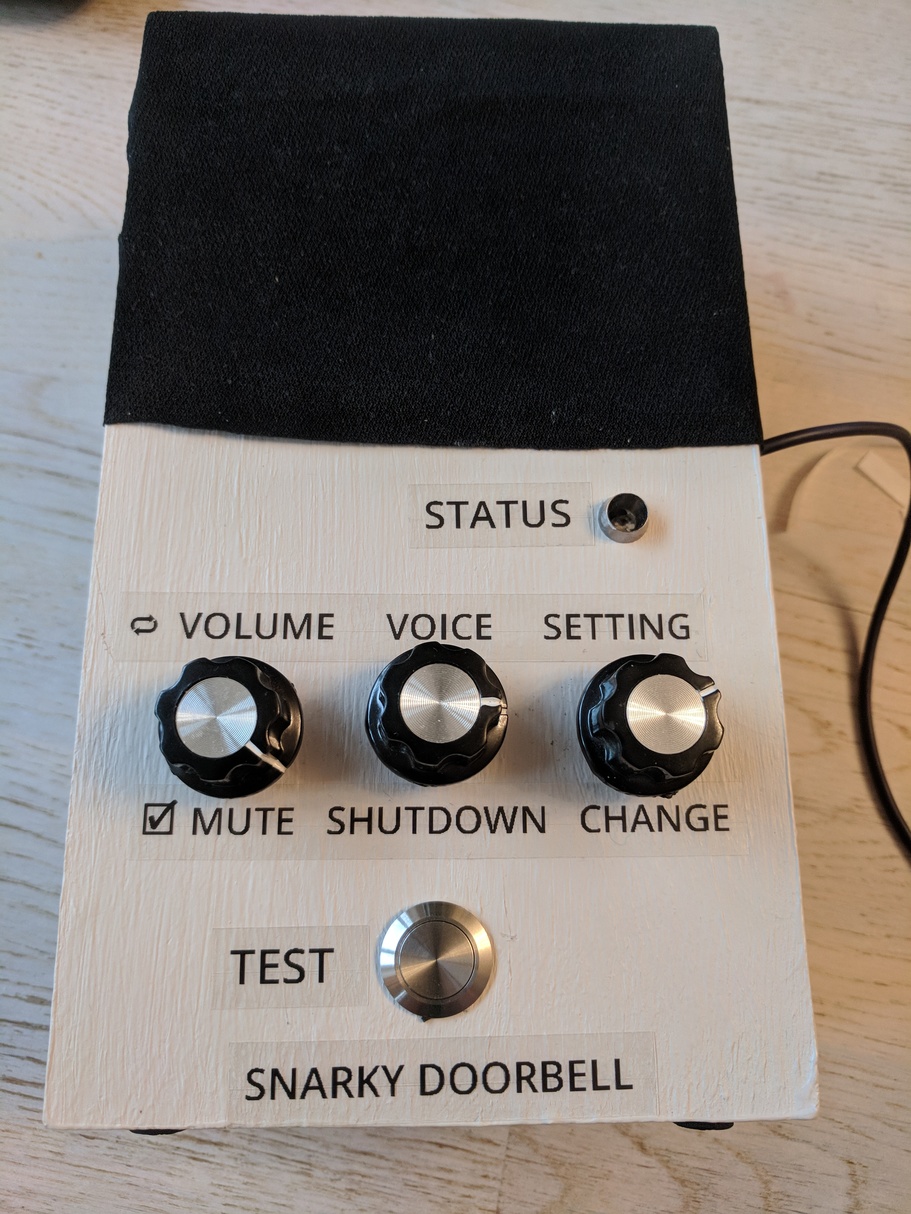 STATUS
🔁 VOLUME VOICE SETTING
☑ MUTE SHUTDOWN CHANGE
TEST
SNARKY DOORBELL